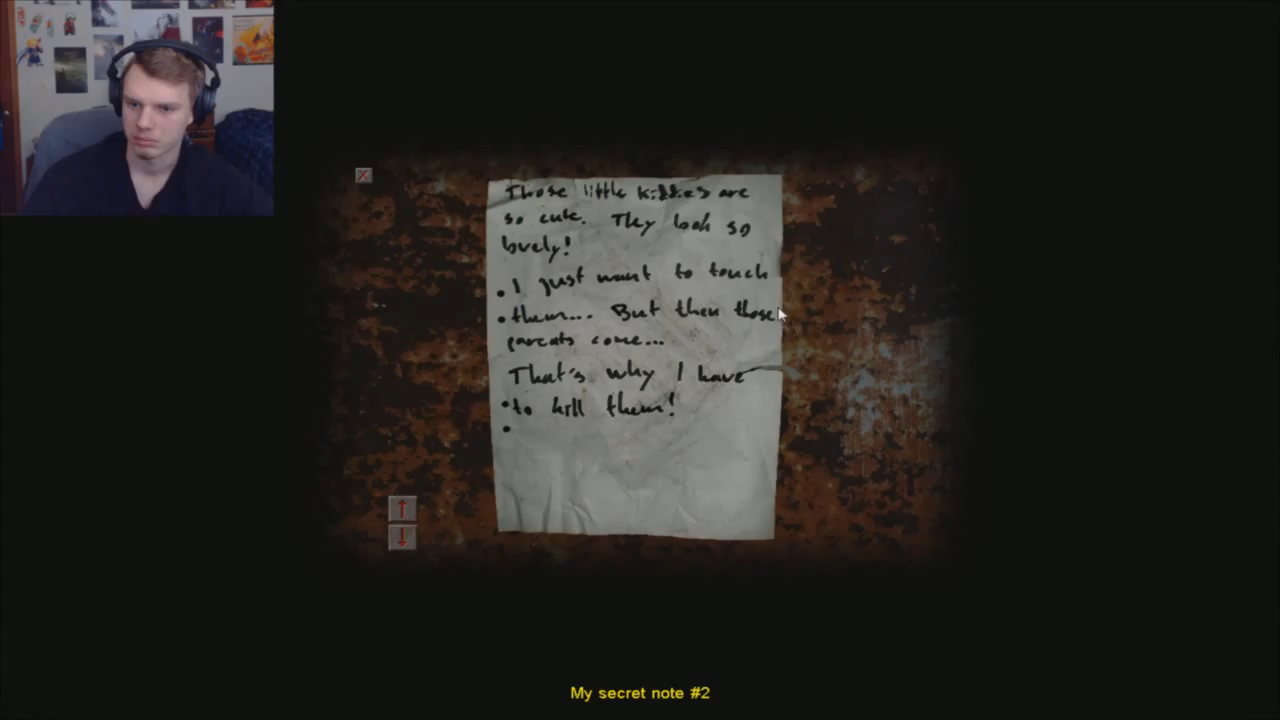 Those little kiddies are
so cute. They look so
lovely!
I just want to touch
them... But then those
parents come...
That's why I have
to kill them!
My secret note #2